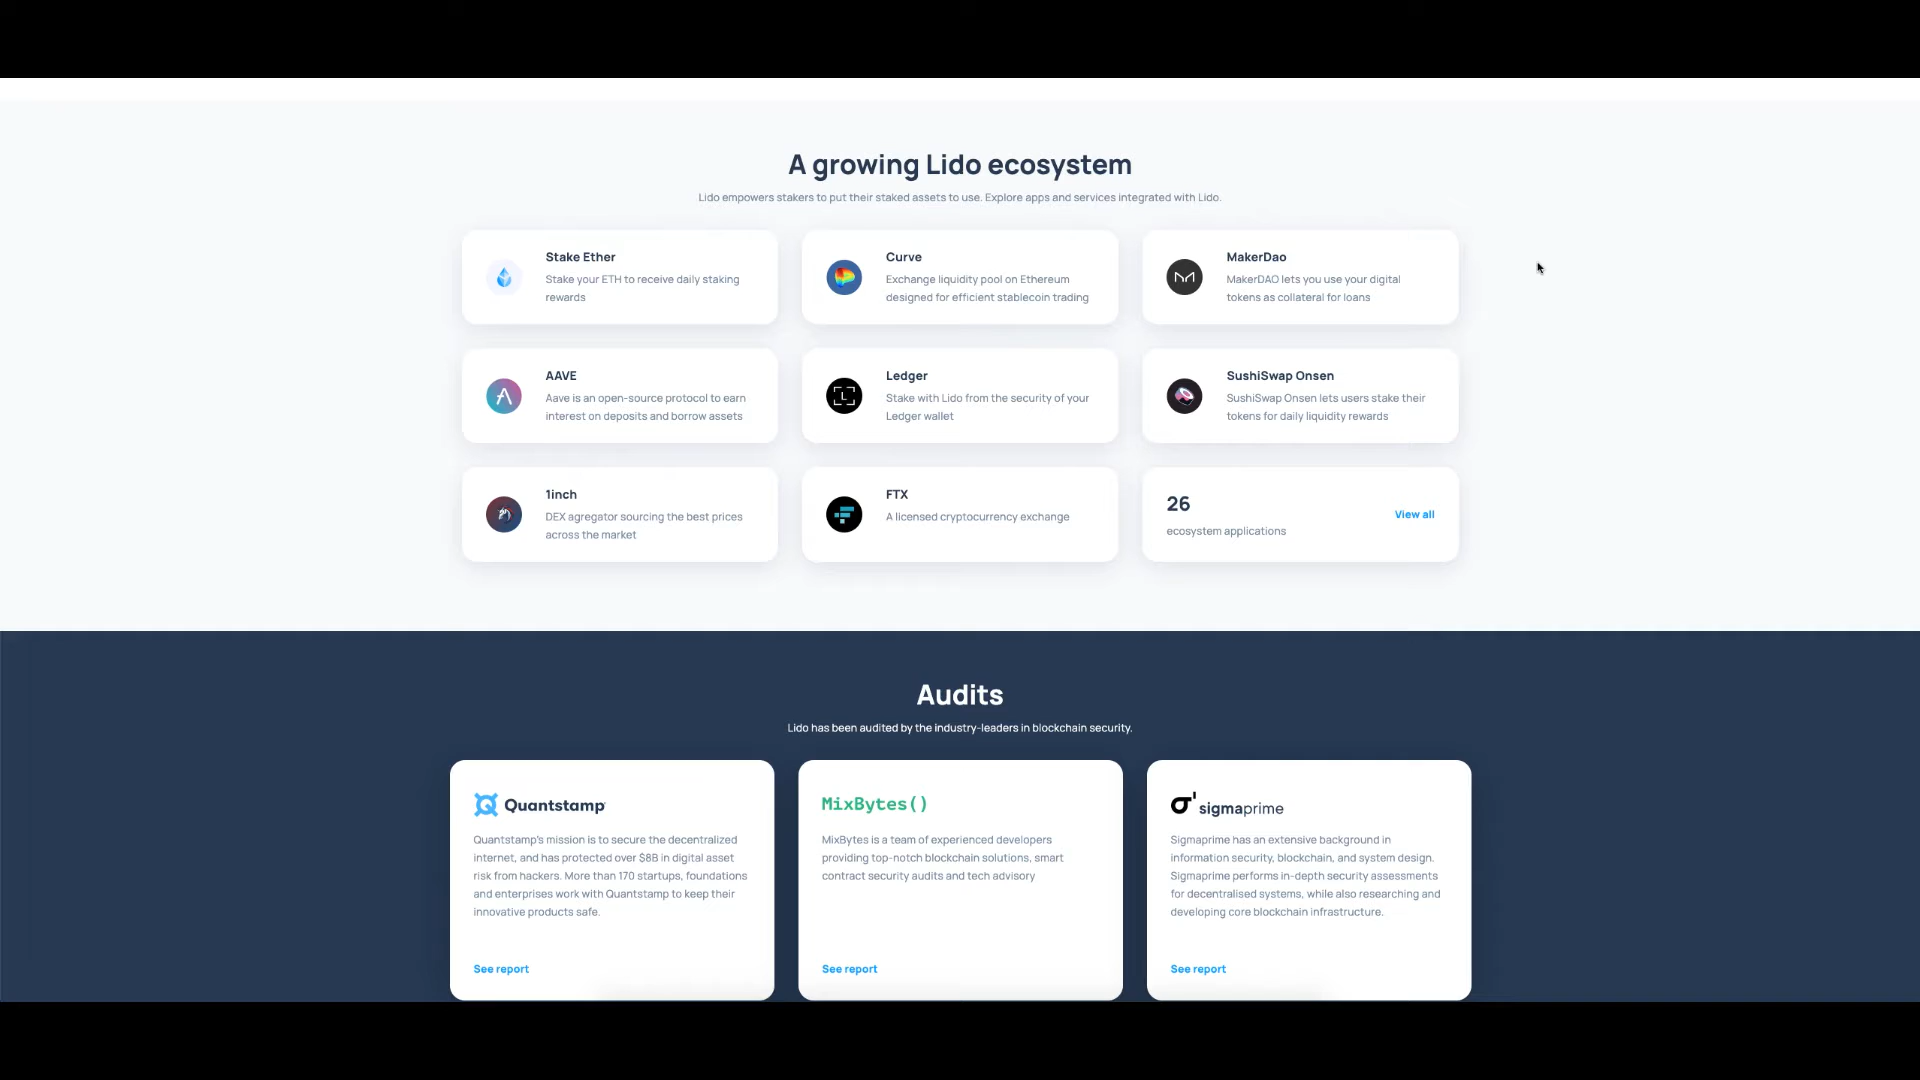 A growing Lido ecosystem
Lido empowers stakers to put their staked assets to use. Explore apps and services integrated with Lido.
Stake Ether
Stake your ETH to receive daily staking
rewards
Curve
Exchange liquidity pool on Ethereum
designed for efficient stablecoin trading
MakerDao
MakerDAO lets you use your digital
tokens as collateral for loans
AAVE
Aave is an open-source protocol to earn
interest on deposits and borrow assets
Ledger
Stake with Lido from the security of your
Ledger wallet
SushiSwap Onsen
SushiSwap Onsen lets users stake their
tokens for daily liquidity rewards
1inch
DEX agregator sourcing the best prices
across the market
FTX
A licensed cryptocurrency exchange
26
ecosystem applications
View all
Audits
Lido has been audited by the industry-leaders in blockchain security.
Quantstamp
Quantstamp's mission is to secure the decentralized
internet, and has protected over $8B in digital asset
risk from hackers. More than 170 startups, foundations
and enterprises work with Quantstamp to keep their
innovative products safe.
See report
MixBytes()
MixBytes is a team of experienced developers
providing top-notch blockchain solutions, smart
contract security audits and tech advisory
See report
sigmaprime
Sigmaprime has an extensive background in
information security, blockchain, and system design.
Sigmaprime performs in-depth security assessments
for decentralised systems, while also researching and
developing core blockchain infrastructure.
See report